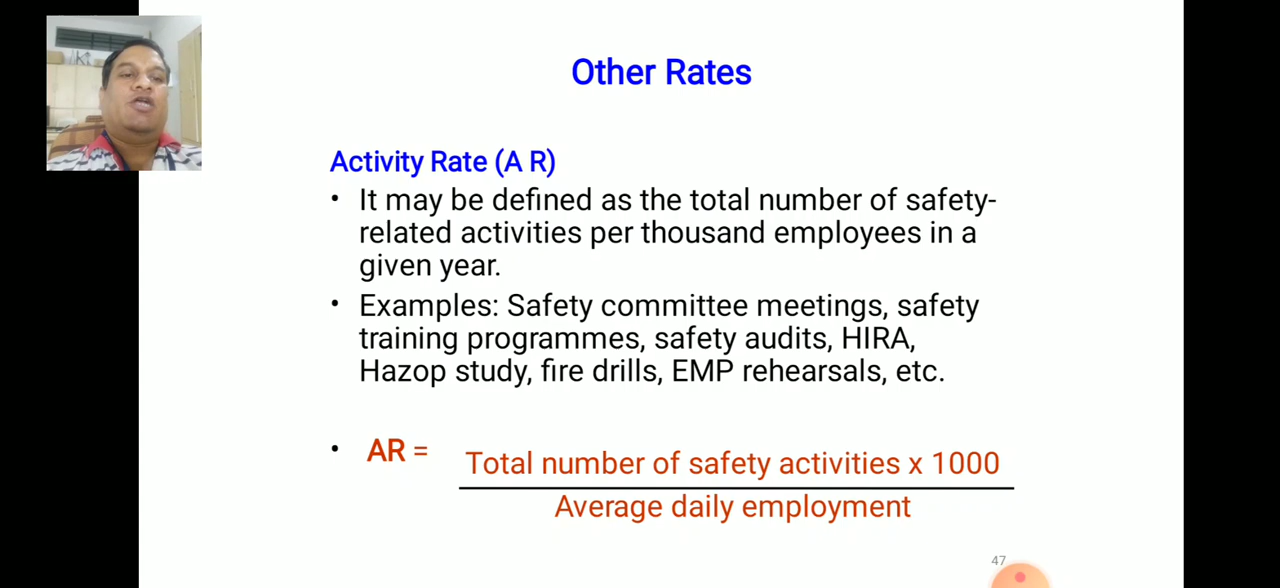 Other Rates
Activity Rate (A R)
• It may be defined as the total number of safety-
related activities per thousand employees in a
given year.
• Examples: Safety committee meetings, safety
training programmes, safety audits, HIRA,
Hazop study, fire drills, EMP rehearsals, etc.
• AR =
Total number of safety activities x 1000
Average daily employment
47